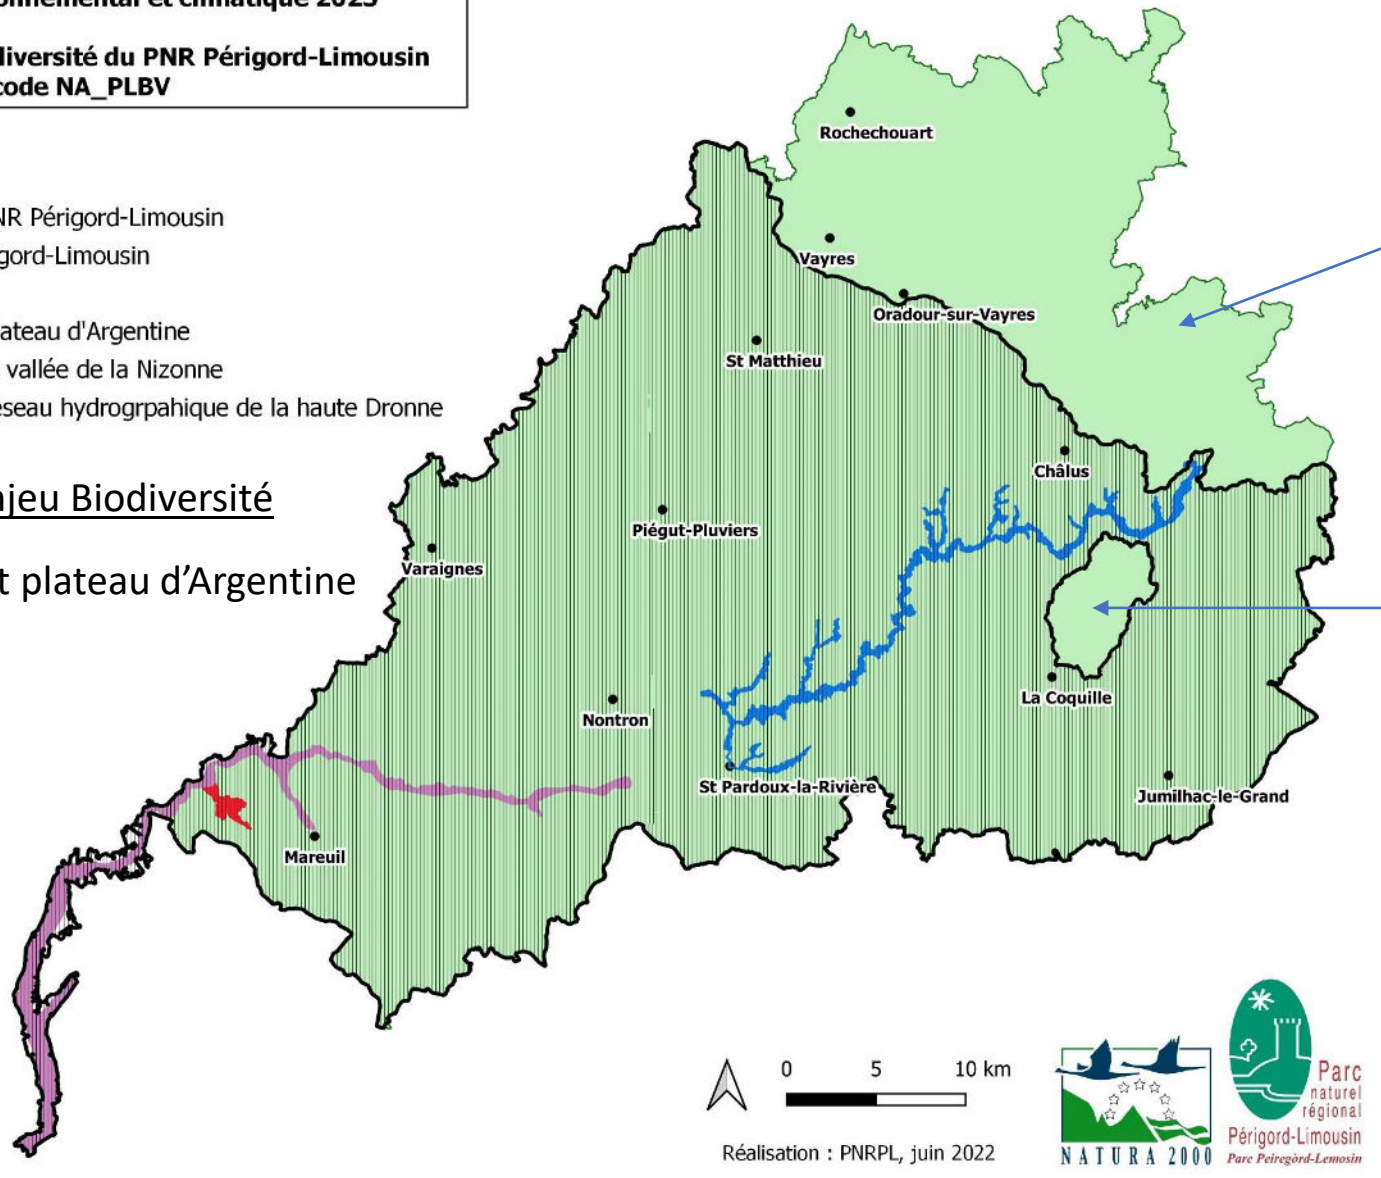 onnemental et climatique 2023
diversité du PNR Périgord-Limousin
code NA_PLBV
NR Périgord-Limousin
gord-Limousin
lateau d'Argentine
vallée de la Nizonne
éseau hydrogrpahique de la haute Dronne
njeu Biodiversité
t plateau d’Argentine
Rochechouart
Vayres
Oradour-sur-Vayres
St Matthieu
Châlus
Piégut-Pluviers
Varaignes
La Coquille
Nontron
St Pardoux-la-Rivière
Jumilhac-le-Grand
Mareuil
0 5 10 km
Réalisation : PNRPL, juin 2022
NATURA 2000
Parc
naturel
régional
Périgord-Limousin
Parc Peiregòrd-Lemosin